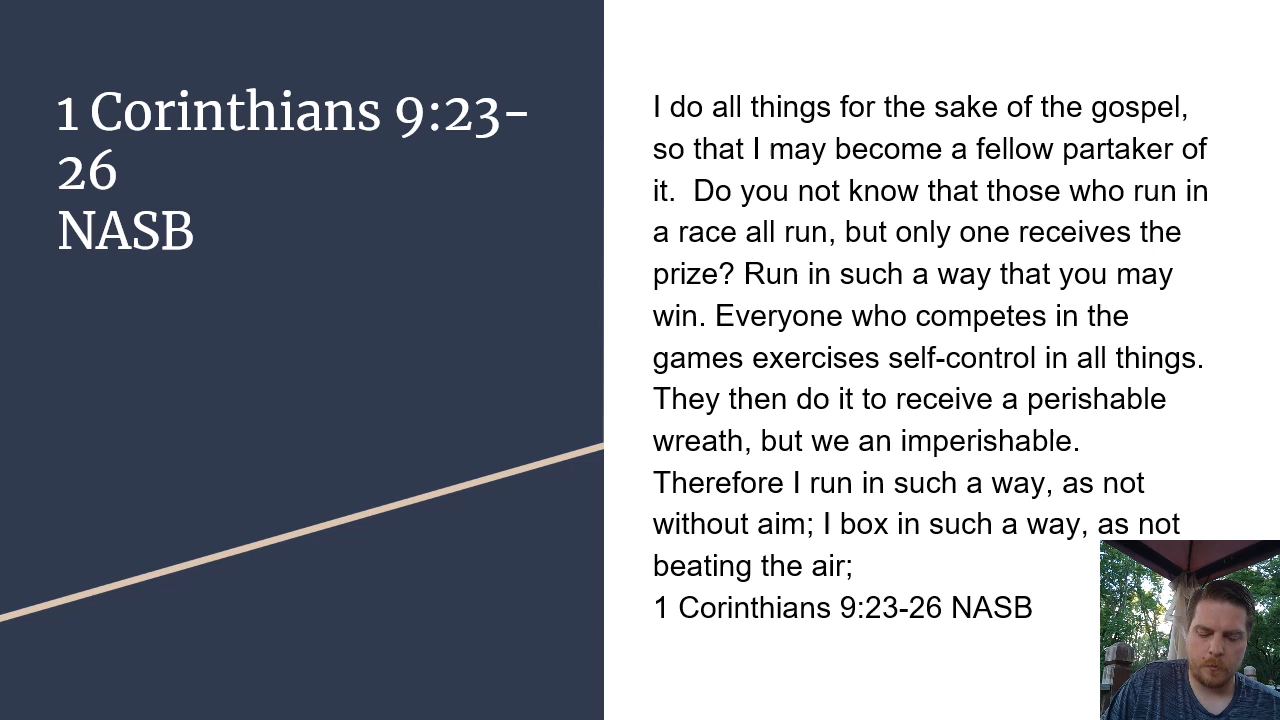 1 Corinthians 9:23-
26
NASB
I do all things for the sake of the gospel,
so that I may become a fellow partaker of
it.  Do you not know that those who run in
a race all run, but only one receives the
prize? Run in such a way that you may
win. Everyone who competes in the
games exercises self-control in all things.
They then do it to receive a perishable
wreath, but we an imperishable.
Therefore I run in such a way, as not
without aim; I box in such a way, as not
beating the air;
1 Corinthians 9:23-26 NASB